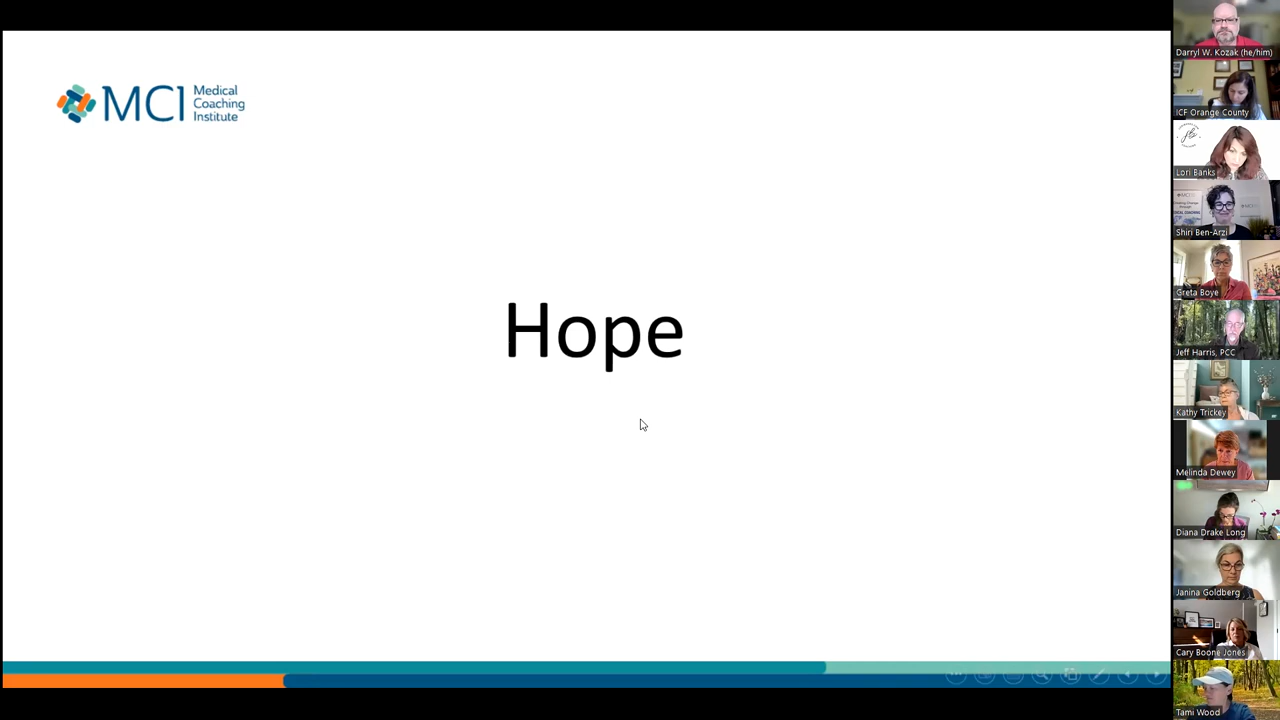 MCI
Medical
Coaching
Institute
Hope
Darryl W. Kozak (he/him)
ICF Orange County
Lori Banks
Shiri Ben-Arzi
Greta Boye
Jeff Harris, PCC
Kathy Trickey
Melinda Dewey
Diana Drake Long
Janina Goldberg
Cary Boone Jones
Tami Wood